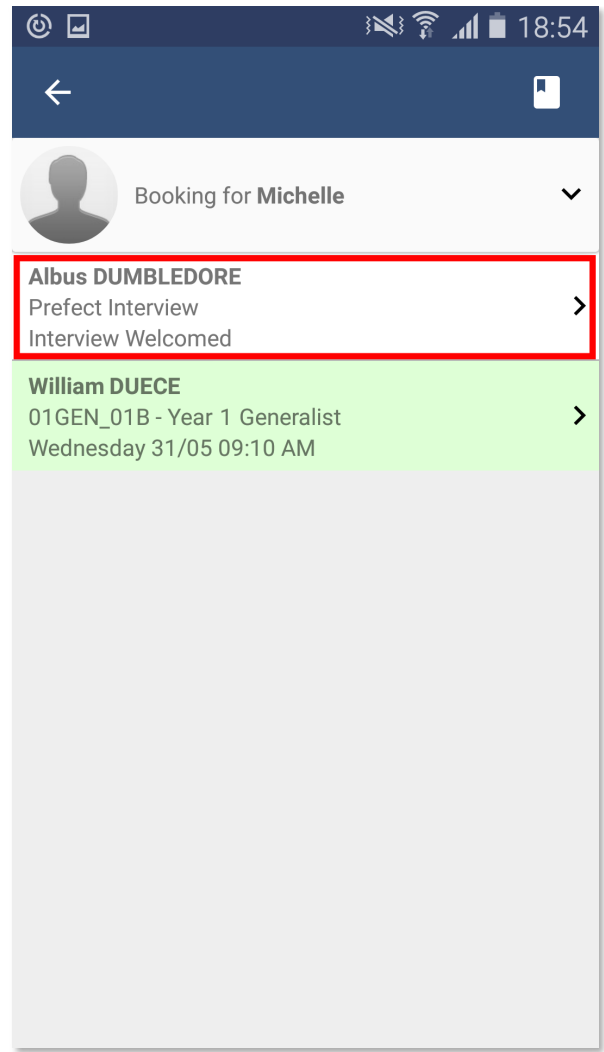 18:54
Booking for Michelle
Albus DUMBLEDORE
Prefect Interview
Interview Welcomed
William DUECE
01GEN_01B - Year 1 Generalist
Wednesday 31/05 09:10 AM